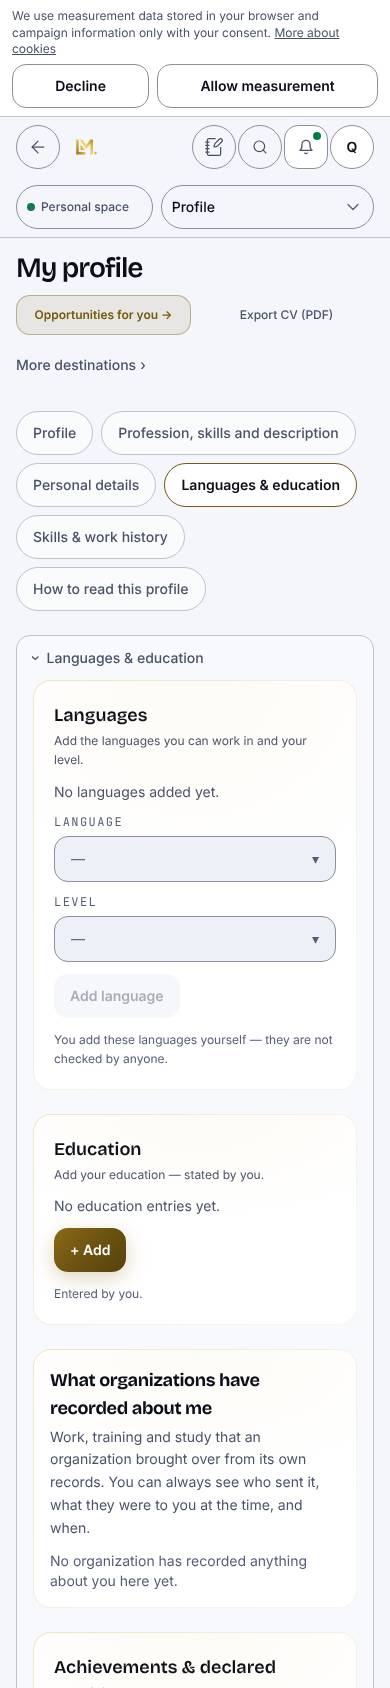 We use measurement data stored in your browser and
campaign information only with your consent. More about
cookies
Decline
Allow measurement
LM.
Q
Personal space
Profile
My profile
Opportunities for you →
Export CV (PDF)
More destinations ›
Profile
Profession, skills and description
Personal details
Languages & education
Skills & work history
How to read this profile
Languages & education
Languages
Add the languages you can work in and your
level.
No languages added yet.
LANGUAGE
—
LEVEL
—
Add language
You add these languages yourself — they are not
checked by anyone.
Education
Add your education — stated by you.
No education entries yet.
+ Add
Entered by you.
What organizations have
recorded about me
Work, training and study that an
organization brought over from its own
records. You can always see who sent it,
what they were to you at the time, and
when.
No organization has recorded anything
about you here yet.
Achievements & declared